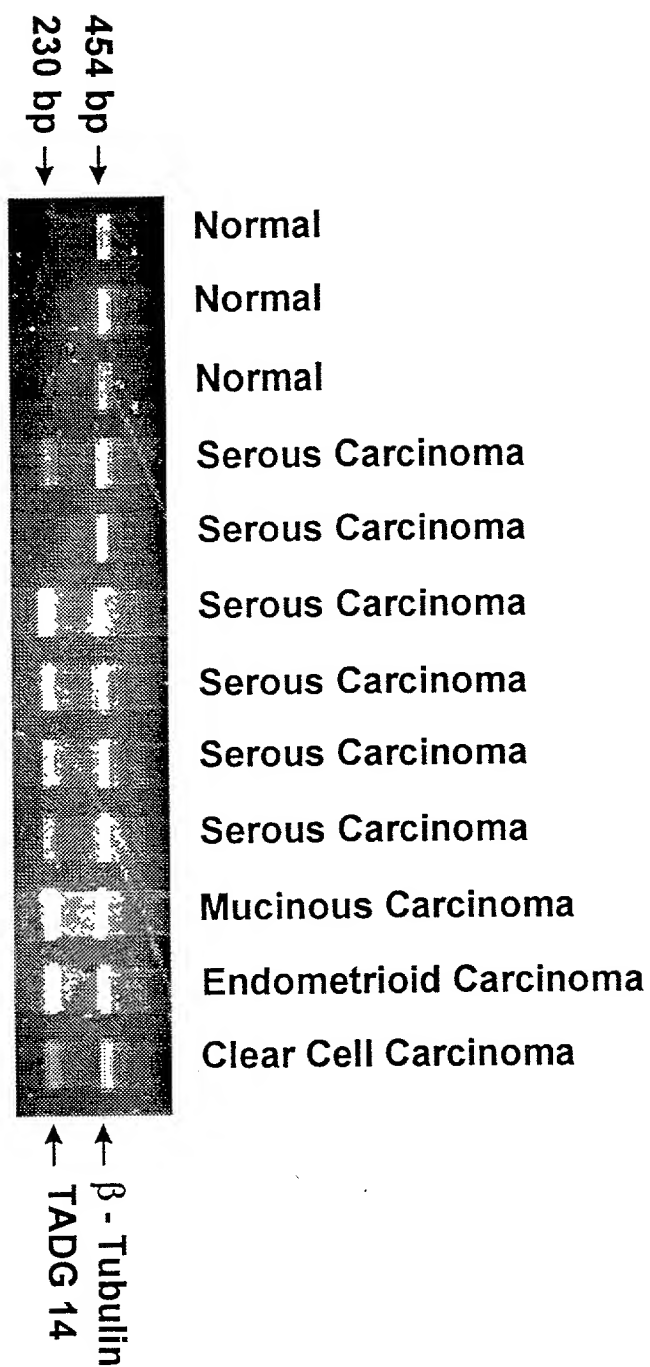 454 bp →
230 bp →
Normal
Normal
Normal
Serous Carcinoma
Serous Carcinoma
Serous Carcinoma
Serous Carcinoma
Serous Carcinoma
Serous Carcinoma
Mucinous Carcinoma
Endometrioid Carcinoma
Clear Cell Carcinoma
← β - Tubulin
← TADG 14